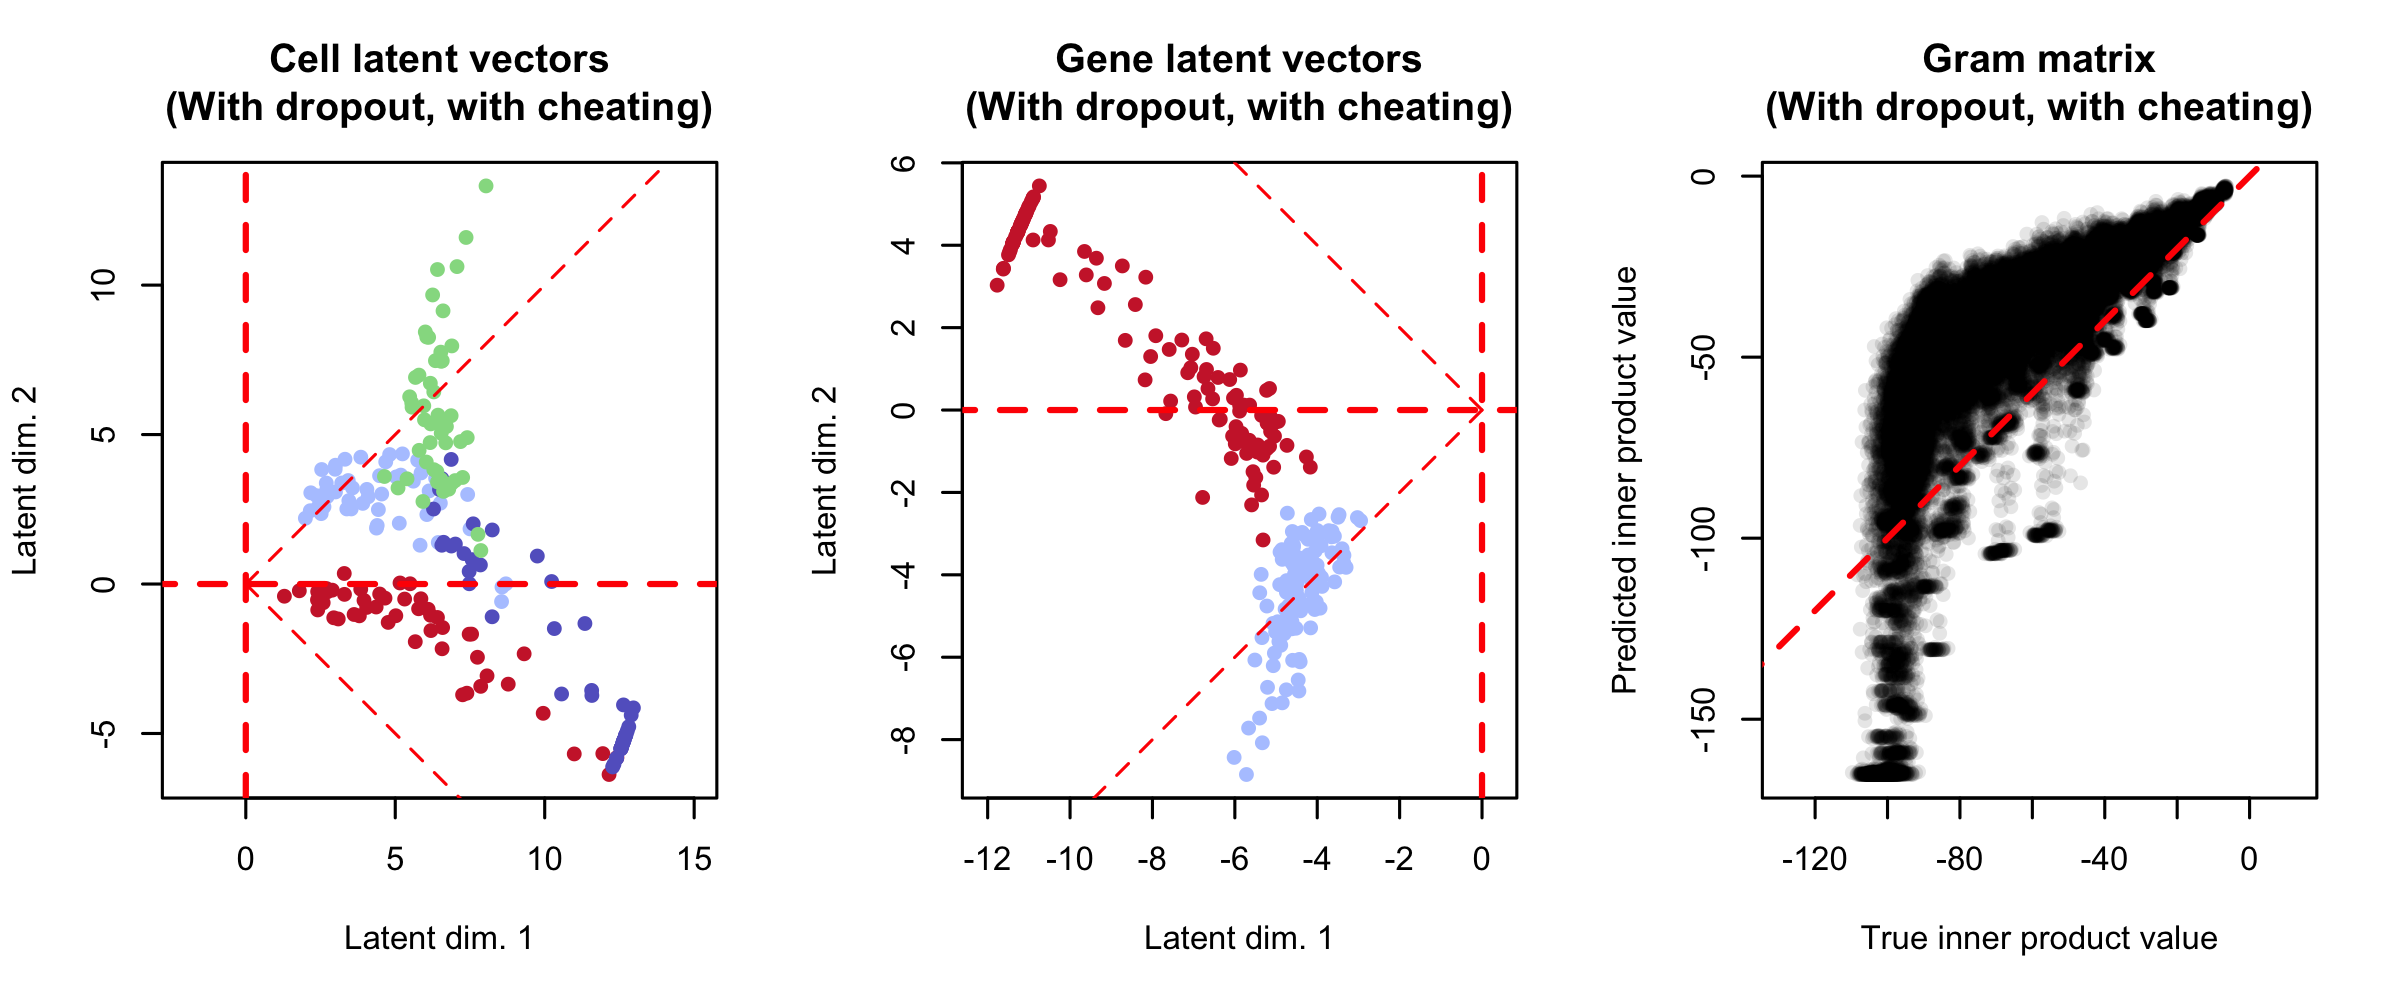 Cell latent vectors
(With dropout, with cheating)
Latent dim. 2
10
5
0
-5
0 5 10 15
Latent dim. 1
Gene latent vectors
(With dropout, with cheating)
Latent dim. 2
6
4
2
0
-2
-4
-6
-8
-12 -10 -8 -6 -4 -2 0
Latent dim. 1
Gram matrix
(With dropout, with cheating)
Predicted inner product value
0
-50
-100
-150
-120 -80 -40 0
True inner product value